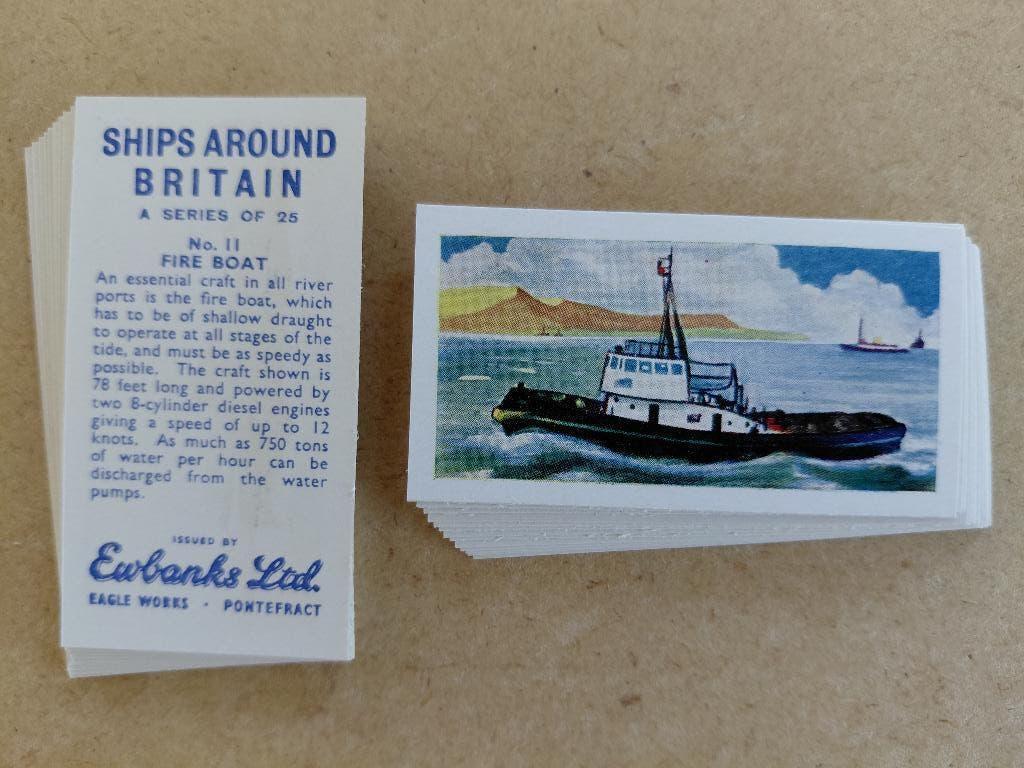 SHIPS AROUND
BRITAIN
A SERIES OF 25
No. 11
FIRE BOAT
An essential craft in all river
ports is the fire boat, which
has to be of shallow draught
to operate at all stages of the
tide, and must be as speedy as
possible. The craft shown is
78 feet long and powered by
two 8-cylinder diesel engines
giving a speed of up to 12
knots. As much as 750 tons
of water per hour can be
discharged from the water
pumps.
ISSUED BY
Ewbanks Ltd.
EAGLE WORKS · PONTEFRACT